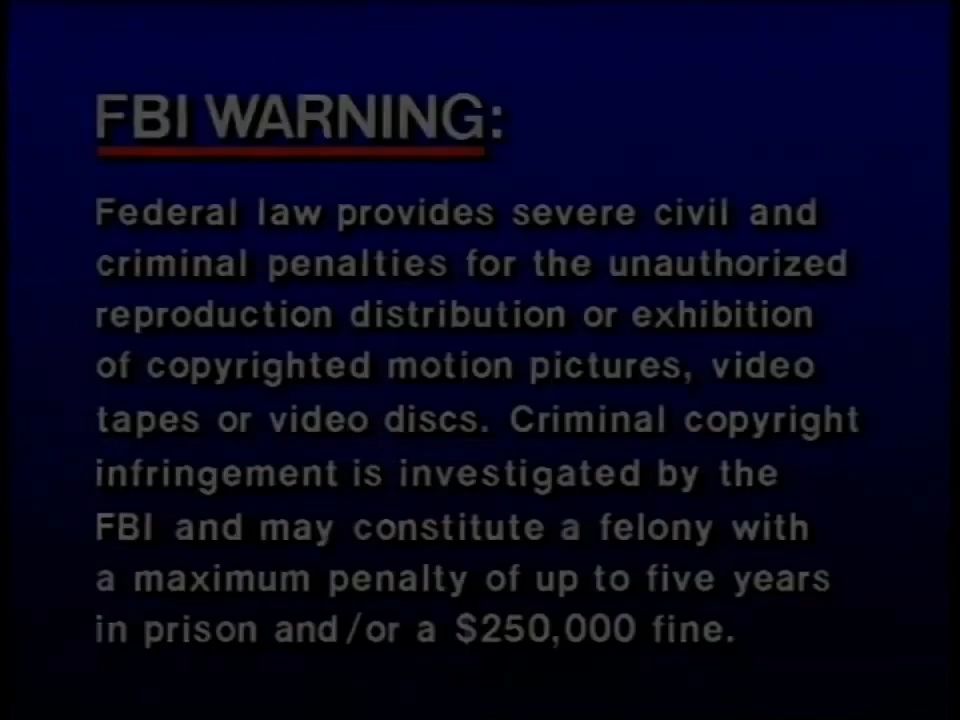 FBI WARNING:
Federal law provides severe civil and
criminal penalties for the unauthorized
reproduction distribution or exhibition
of copyrighted motion pictures, video
tapes or video discs. Criminal copyright
infringement is investigated by the
FBI and may constitute a felony with
a maximum penalty of up to five years
in prison and/or a $250,000 fine.